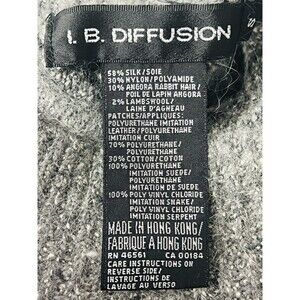 I. B. DIFFUSION
58% SILK/SOIE
30% NYLON/POLYAMIDE
10% ANGORA RABBIT HAIR/
POIL DE LAPIN ANGORA
2% LAMBSWOOL/
LAINE D'AGNEAU
PATCHES/APPLIQUES:
POLYURETHANE IMITATION
LEATHER/POLYURETHANE
IMITATION CUIR
70% POLYURETHANE/
POLYURETHANE
30% COTTON/COTON
100% POLYURETHANE
IMITATION SUEDE/
POLYURETHANE
IMITATION DE SUEDE
100% POLY VINYL CHLORIDE
IMITATION SNAKE/
POLY VINYL CHLORIDE
IMITATION SERPENT
MADE IN HONG KONG/
FABRIQUE A HONG KONG
RN 46561 CA 00184
CARE INSTRUCTIONS ON
REVERSE SIDE/
INSTRUCTIONS DE
LAVAGE AU VERSO